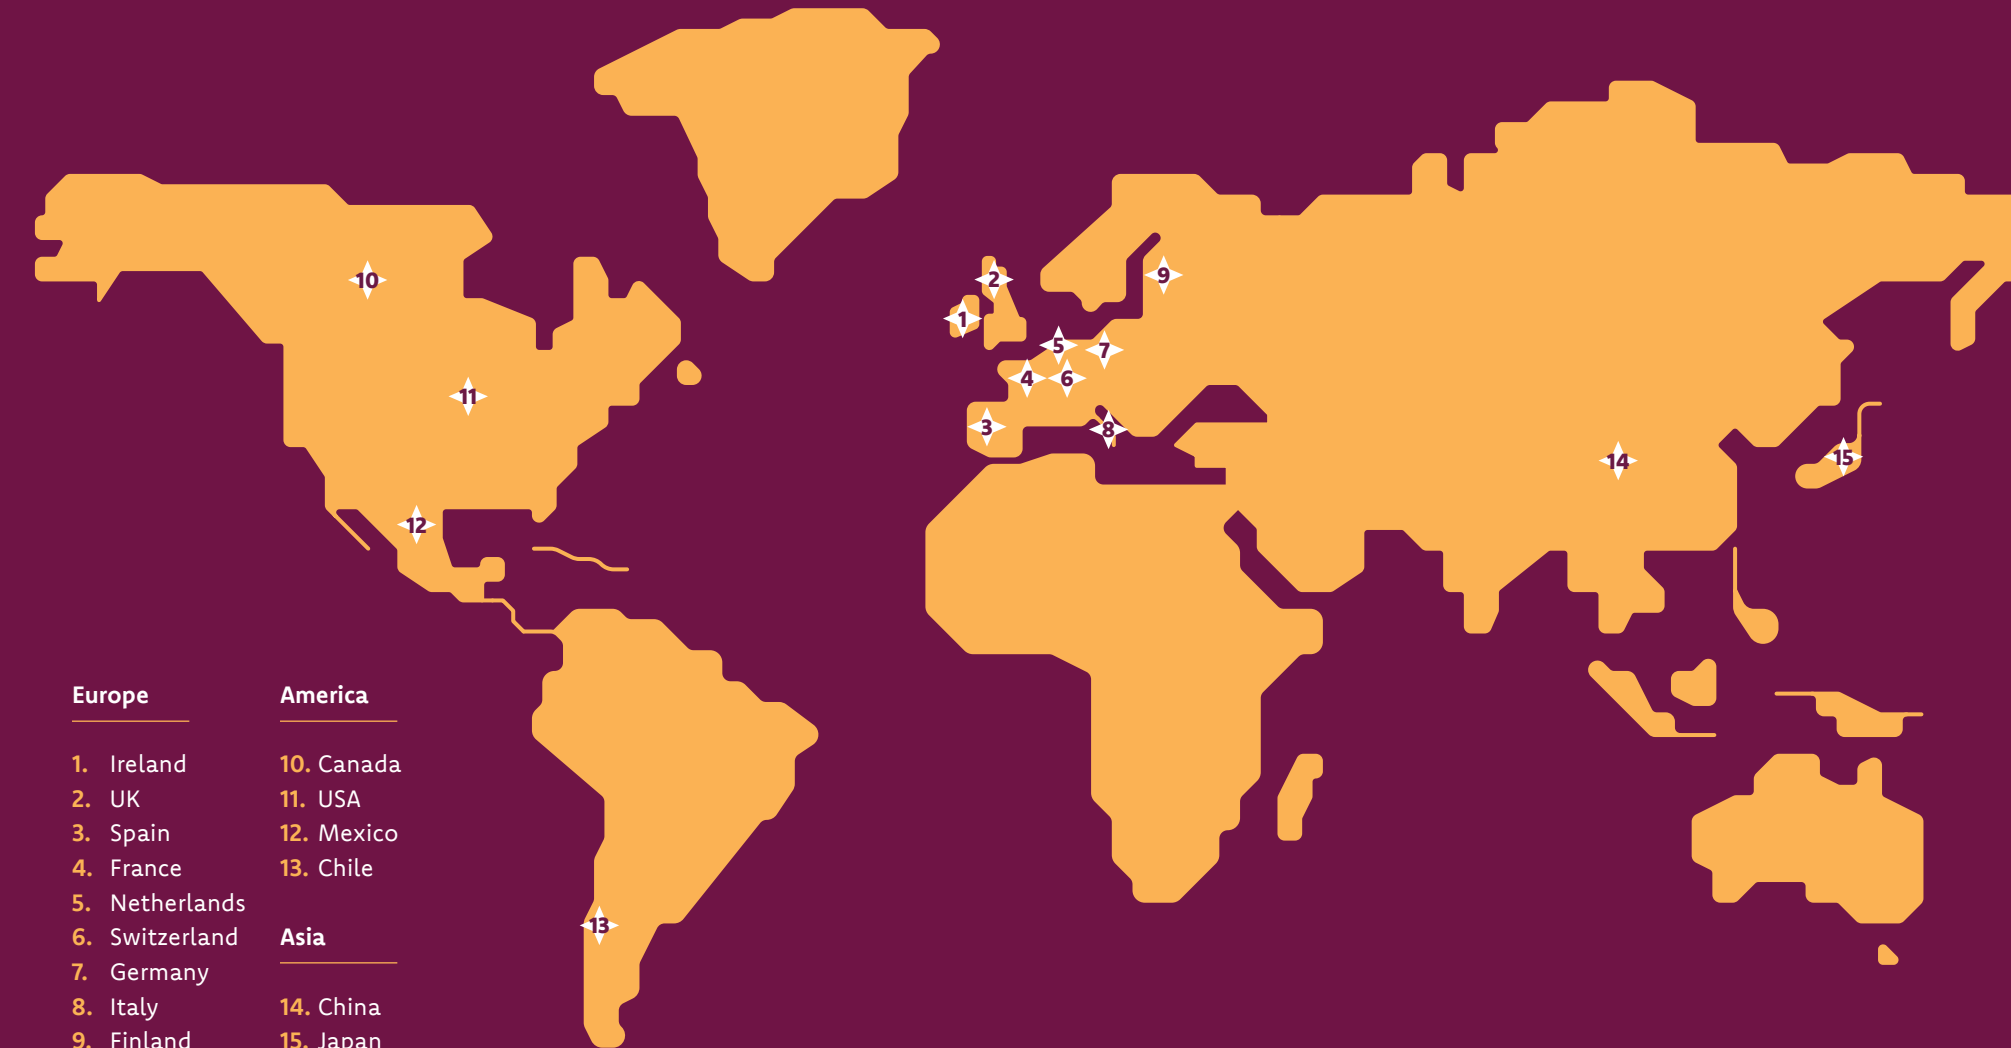 2
9
10
1
5
7
4
6
11
3
8
15
14
12
13
Europe
1. Ireland
2. UK
3. Spain
4. France
5. Netherlands
6. Switzerland
7. Germany
8. Italy
9. Finland
America
10. Canada
11. USA
12. Mexico
13. Chile
Asia
14. China
15. Japan